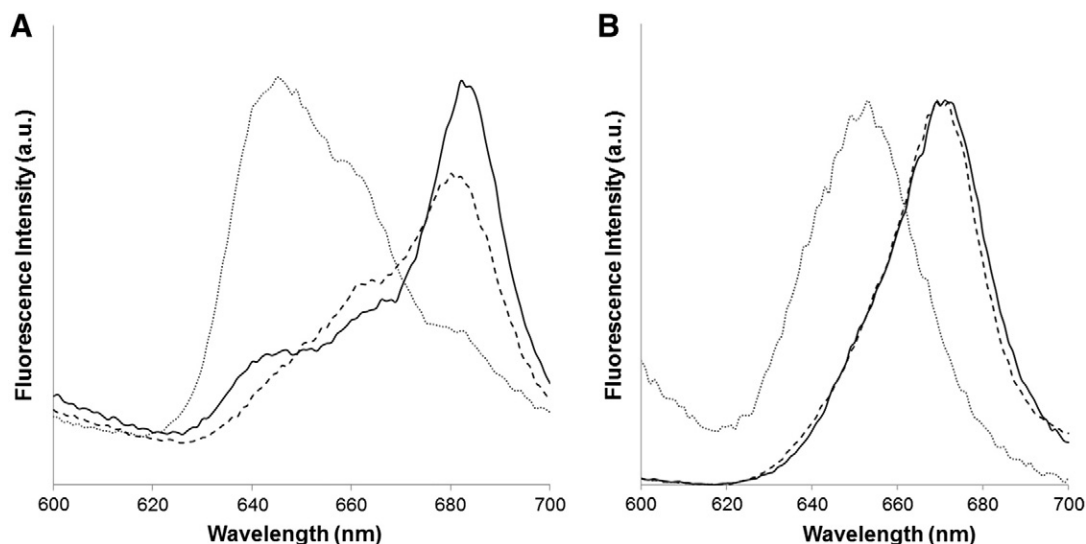 A
Fluorescence Intensity (a.u.)
600 620 640 660 680 700
Wavelength (nm)
B
Fluorescence Intensity (a.u.)
600 620 640 660 680 700
Wavelength (nm)